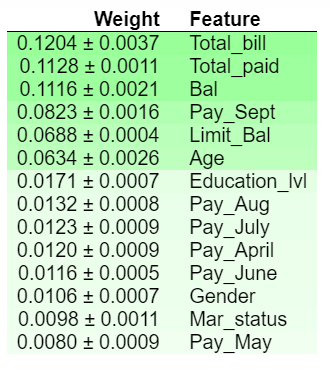 Weight Feature
0.1204 ± 0.0037 Total_bill
0.1128 ± 0.0011 Total_paid
0.1116 ± 0.0021 Bal
0.0823 ± 0.0016 Pay_Sept
0.0688 ± 0.0004 Limit_Bal
0.0634 ± 0.0026 Age
0.0171 ± 0.0007 Education_lvl
0.0132 ± 0.0008 Pay_Aug
0.0123 ± 0.0009 Pay_July
0.0120 ± 0.0009 Pay_April
0.0116 ± 0.0005 Pay_June
0.0106 ± 0.0007 Gender
0.0098 ± 0.0011 Mar_status
0.0080 ± 0.0009 Pay_May